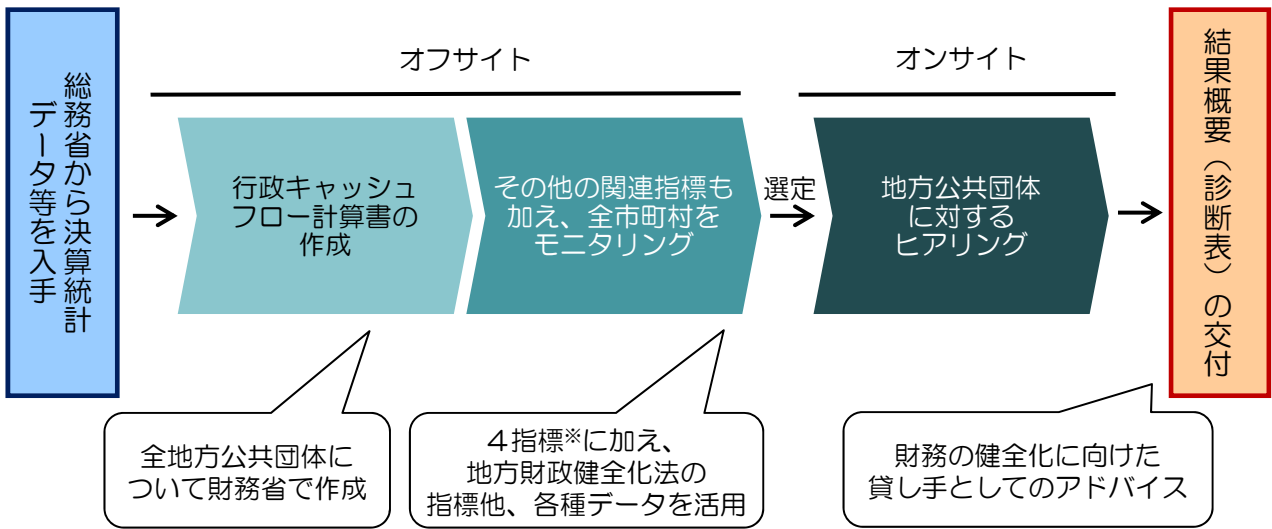 総務省から決算統計
データ等を入手
オフサイト
行政キャッシュ
フロー計算書の
作成
その他の関連指標も
加え、全市町村を
モニタリング
選定
オンサイト
地方公共団体
に対する
ヒアリング
結果概要（診断表）の交付
全地方公共団体に
ついて財務省で作成
４指標※に加え、
地方財政健全化法の
指標他、各種データを活用
財務の健全化に向けた
貸し手としてのアドバイス